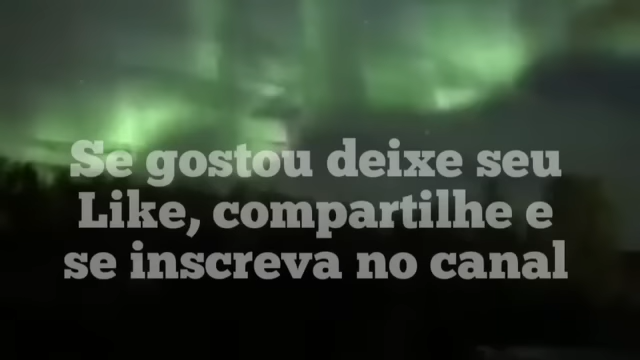 Se gostou deixe seu
Like, compartilhe e
se inscreva no canal